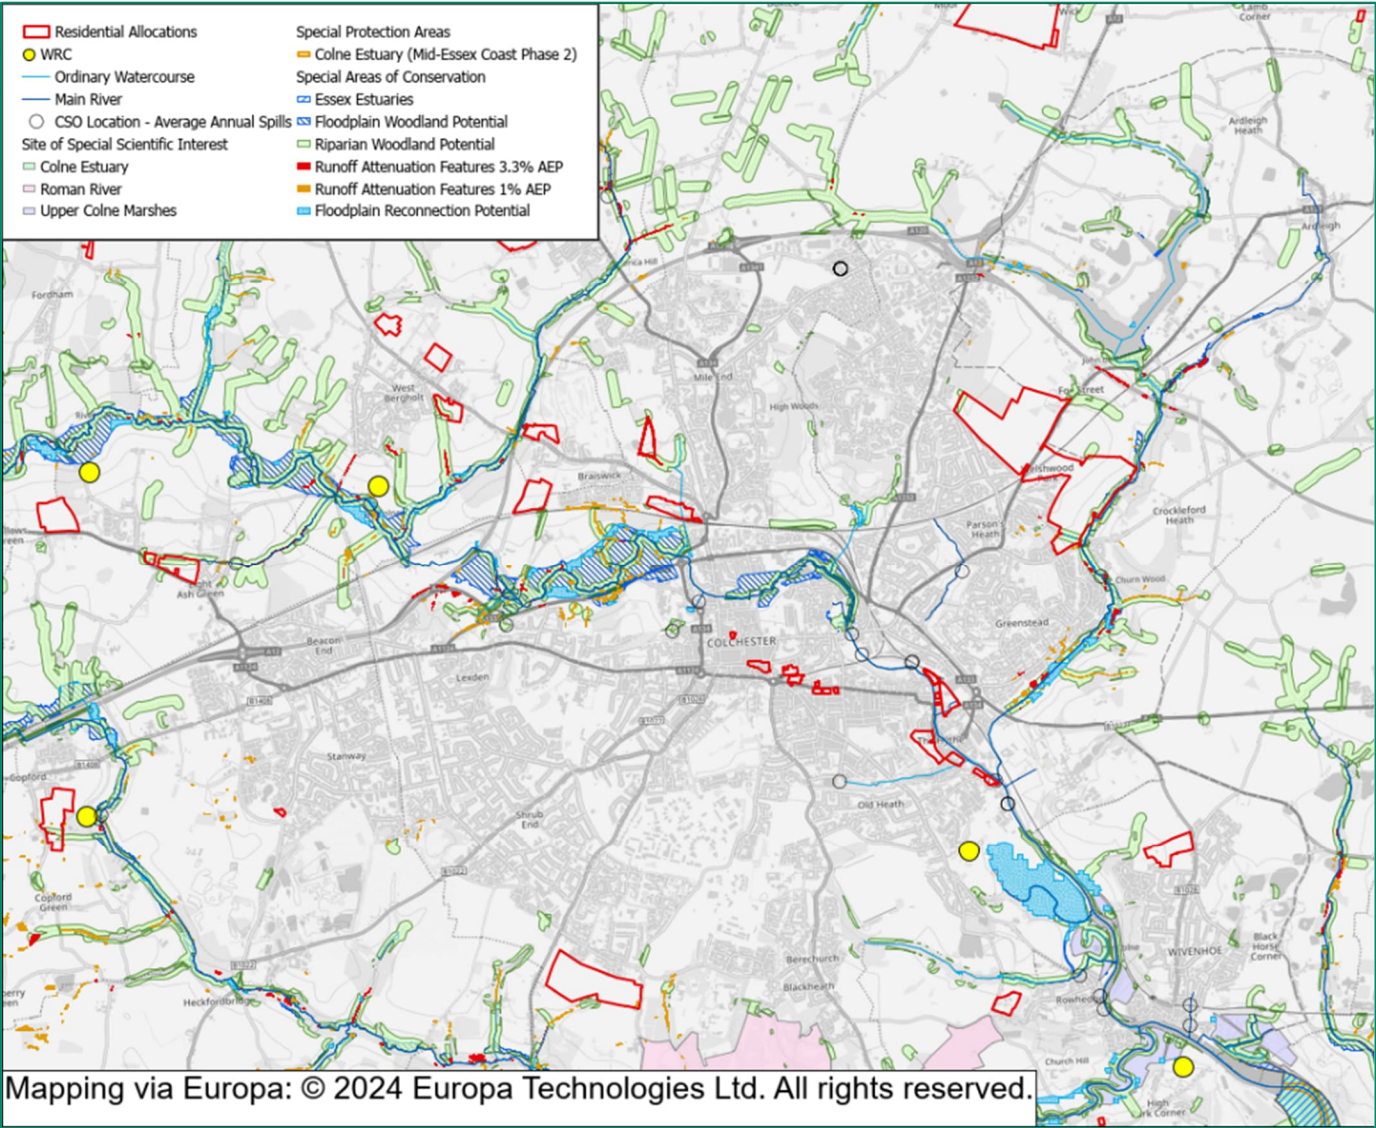 Residential Allocations
WRC
Ordinary Watercourse
Main River
CSO Location - Average Annual Spills
Site of Special Scientific Interest
Colne Estuary
Roman River
Upper Colne Marshes
Special Protection Areas
Colne Estuary (Mid-Essex Coast Phase 2)
Special Areas of Conservation
Essex Estuaries
Floodplain Woodland Potential
Riparian Woodland Potential
Runoff Attenuation Features 3.3% AEP
Runoff Attenuation Features 1% AEP
Floodplain Reconnection Potential
Lamb
Corner
Ardleigh
Heath
Ardleigh
Fordham
West
Bergholt
Mile End
High Woods
Braiswick
Parson's
Heath
Crockleford
Heath
Churn Wood
Greenstead
Ash Green
Beacon
End
Lexden
COLCHESTER
Stanway
Copford
Shrub
End
Old Heath
Copford
Green
Heckfordbridge
Berechurch
Blackheath
WIVENHOE
Black
Horse
Corner
Church Hill
High
Mapping via Europa: © 2024 Europa Technologies Ltd. All rights reserved.